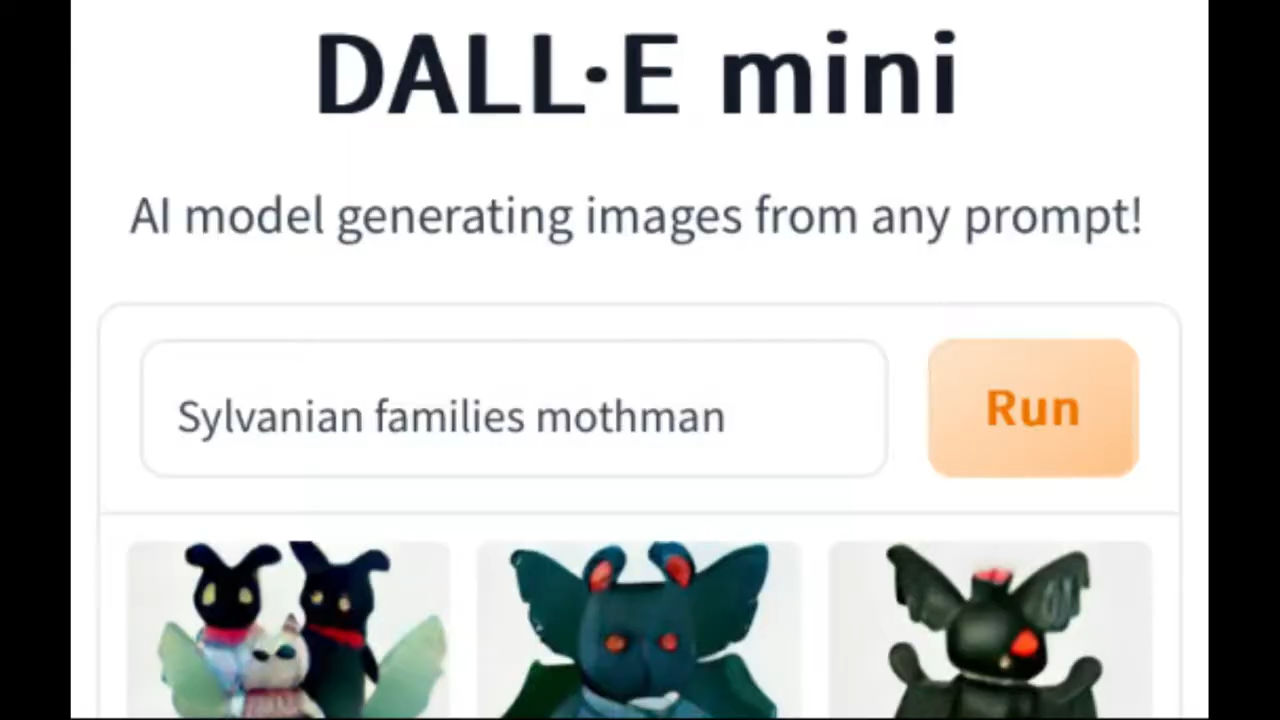 DALL·E mini
AI model generating images from any prompt!
Sylvanian families mothman
Run